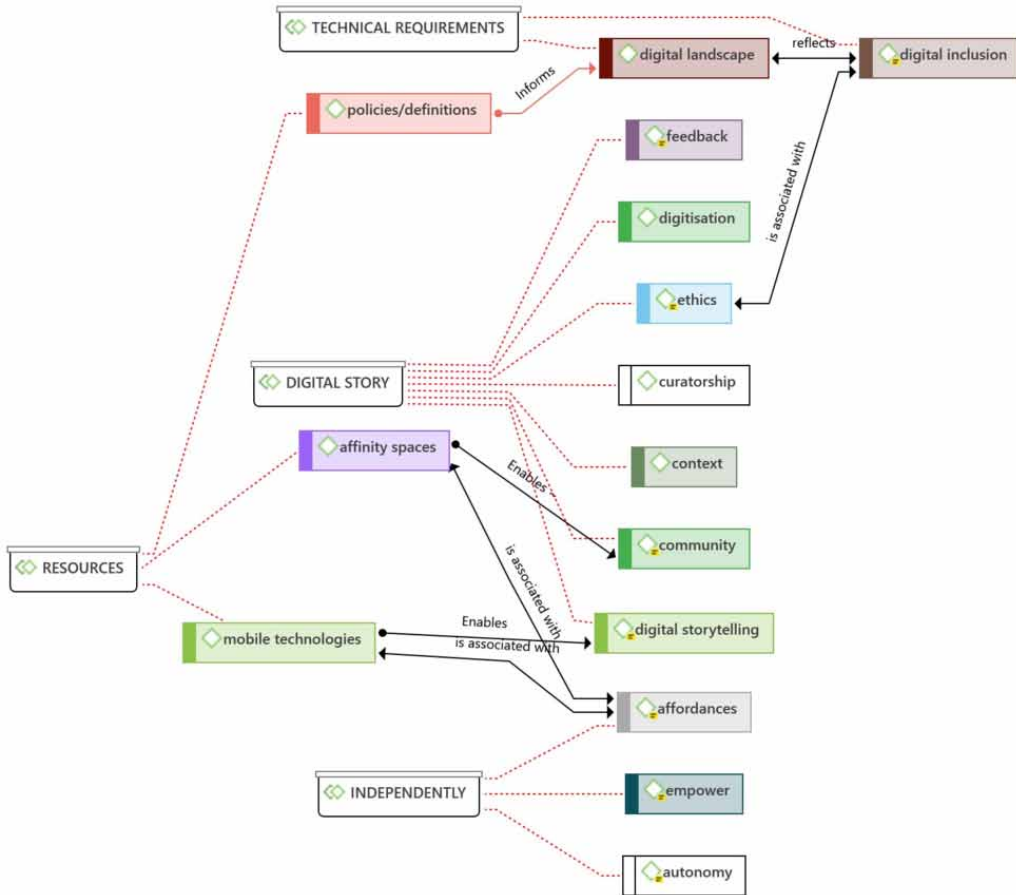 TECHNICAL REQUIREMENTS
digital landscape
reflects
digital inclusion
Informs
policies/definitions
feedback
is associated with
digitisation
ethics
DIGITAL STORY
curatorship
affinity spaces
Enables ~
context
community
is associated with
RESOURCES
mobile technologies
Enables
is associated with
digital storytelling
affordances
INDEPENDENTLY
empower
autonomy